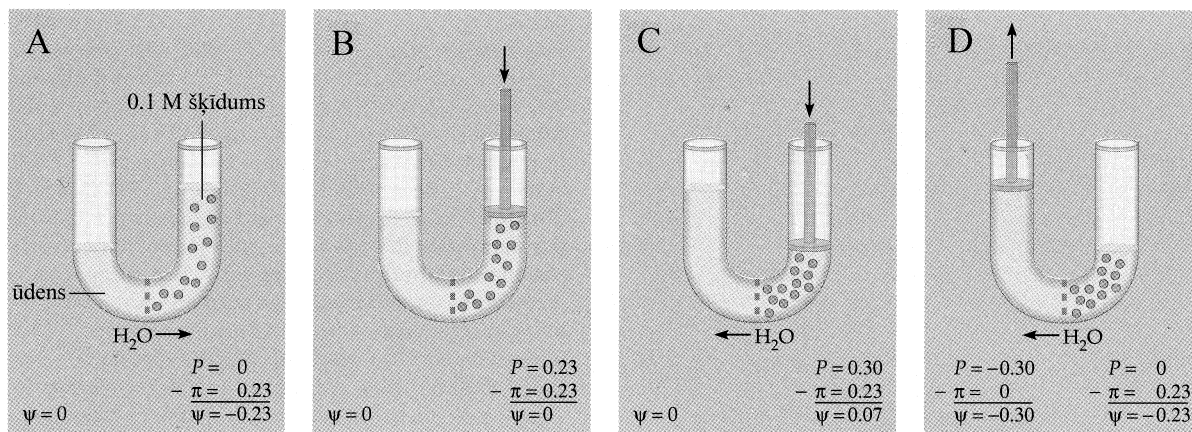 A
0.1 M šķīdums
ūdens
H₂O
P = 0
− π = 0.23
ψ = 0
ψ = −0.23
B
P = 0.23
− π = 0.23
ψ = 0
ψ = 0
C
H₂O
P = 0.30
− π = 0.23
ψ = 0
ψ = 0.07
D
H₂O
P = −0.30
− π = 0
ψ = −0.30
P = 0
− π = 0.23
ψ = −0.23